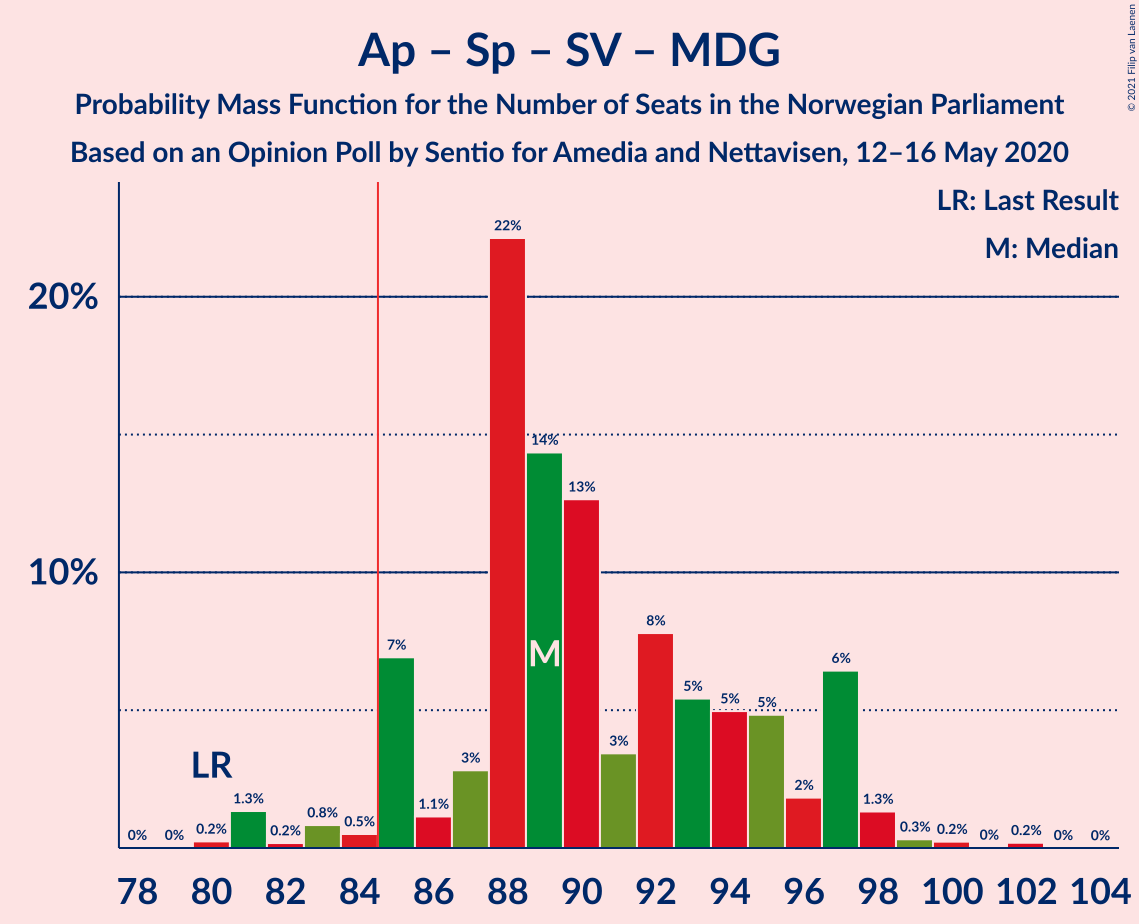 Ap – Sp – SV – MDG
Probability Mass Function for the Number of Seats in the Norwegian Parliament
Based on an Opinion Poll by Sentio for Amedia and Nettavisen, 12–16 May 2020
© 2021 Filip van Laenen
LR: Last Result
M: Median
20%
10%
LR
M
0% 0% 0.2% 1.3% 0.2% 0.8% 0.5% 7% 1.1% 3% 22% 14% 13% 3% 8% 5% 5% 5% 2% 6% 1.3% 0.3% 0.2% 0% 0.2% 0% 0%
78 80 82 84 86 88 90 92 94 96 98 100 102 104